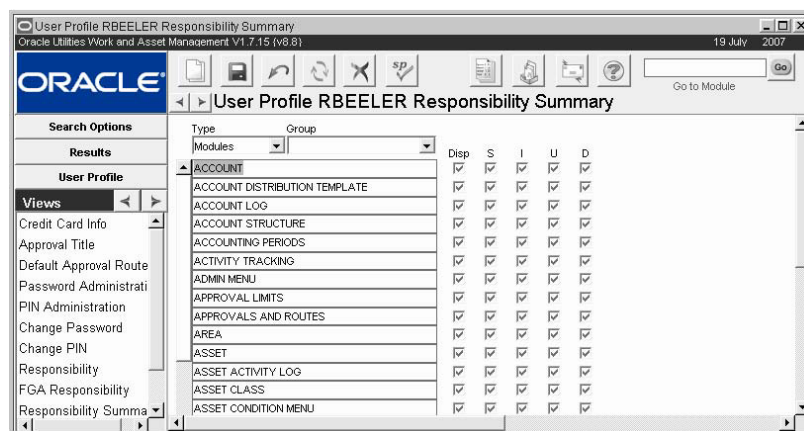 User Profile RBEELER Responsibility Summary
Oracle Utilities Work and Asset Management V1.7.15 (v8.8) 19 July 2007
ORACLE
sp
Go
Go to Module
User Profile RBEELER Responsibility Summary
Search Options
Results
User Profile
Views
Credit Card Info
Approval Title
Default Approval Route
Password Administrati
PIN Administration
Change Password
Change PIN
Responsibility
FGA Responsibility
Responsibility Summa
Type Group
Modules
Disp S I U D
ACCOUNT
ACCOUNT DISTRIBUTION TEMPLATE
ACCOUNT LOG
ACCOUNT STRUCTURE
ACCOUNTING PERIODS
ACTIVITY TRACKING
ADMIN MENU
APPROVAL LIMITS
APPROVALS AND ROUTES
AREA
ASSET
ASSET ACTIVITY LOG
ASSET CLASS
ASSET CONDITION MENU